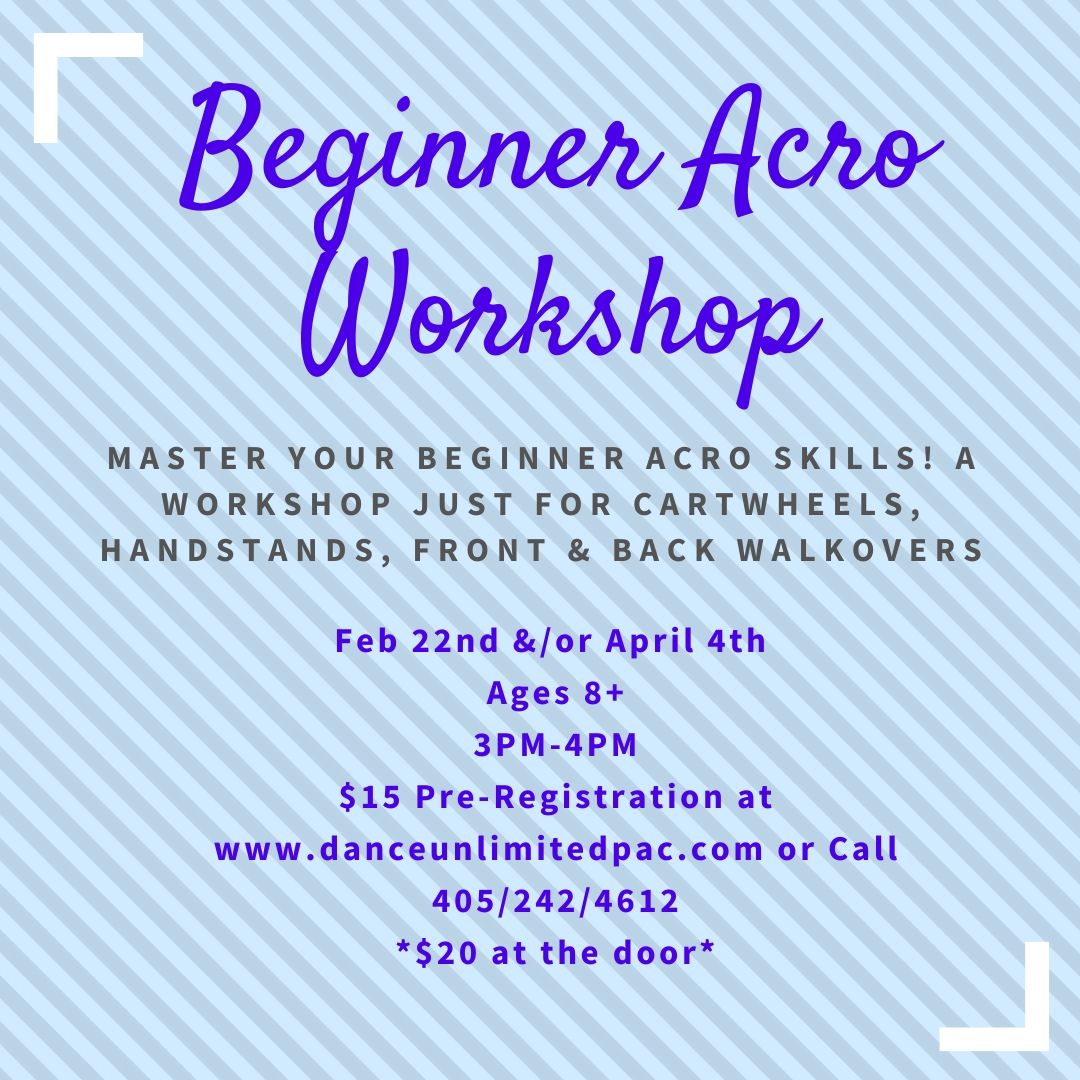 Beginner Acro
Workshop
MASTER YOUR BEGINNER ACRO SKILLS! A
WORKSHOP JUST FOR CARTWHEELS,
HANDSTANDS, FRONT & BACK WALKOVERS
Feb 22nd &/or April 4th
Ages 8+
3PM-4PM
$15 Pre-Registration at
www.danceunlimitedpac.com or Call
405/242/4612
*$20 at the door*